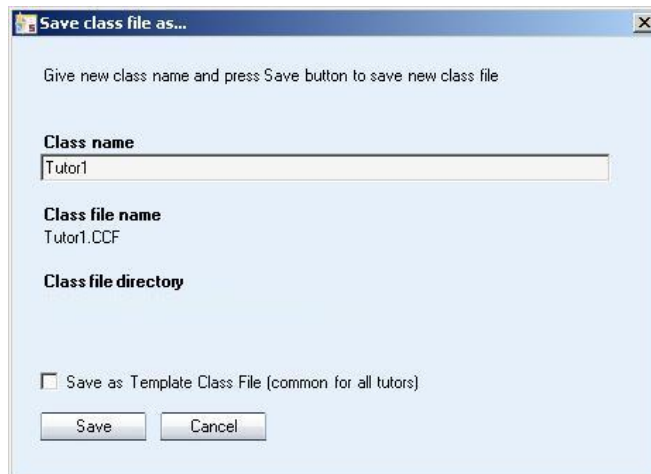 Save class file as...
Give new class name and press Save button to save new class file
Class name
Tutor1
Class file name
Tutor1.CCF
Class file directory
Save as Template Class File (common for all tutors)
Save
Cancel